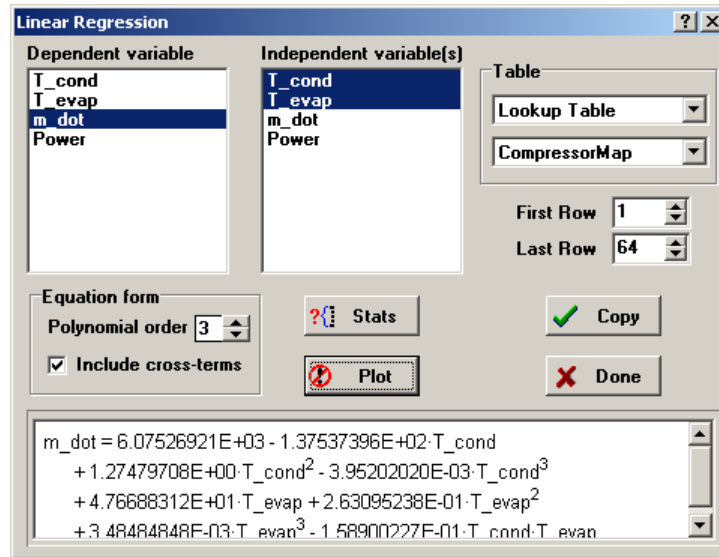 Linear Regression
Dependent variable
T_cond
T_evap
m_dot
Power
Independent variable(s)
T_cond
T_evap
m_dot
Power
Table
Lookup Table
CompressorMap
First Row 1
Last Row 64
Equation form
Polynomial order 3
Include cross-terms
?{ Stats
Plot
Copy
Done
m_dot = 6.07526921E+03 - 1.37537396E+02·T_cond
+ 1.27479708E+00·T_cond² - 3.95202020E-03·T_cond³
+ 4.76688312E+01·T_evap + 2.63095238E-01·T_evap²
+ 3.48484848E-03·T_evap³ - 1.58900227E-01·T_cond·T_evap